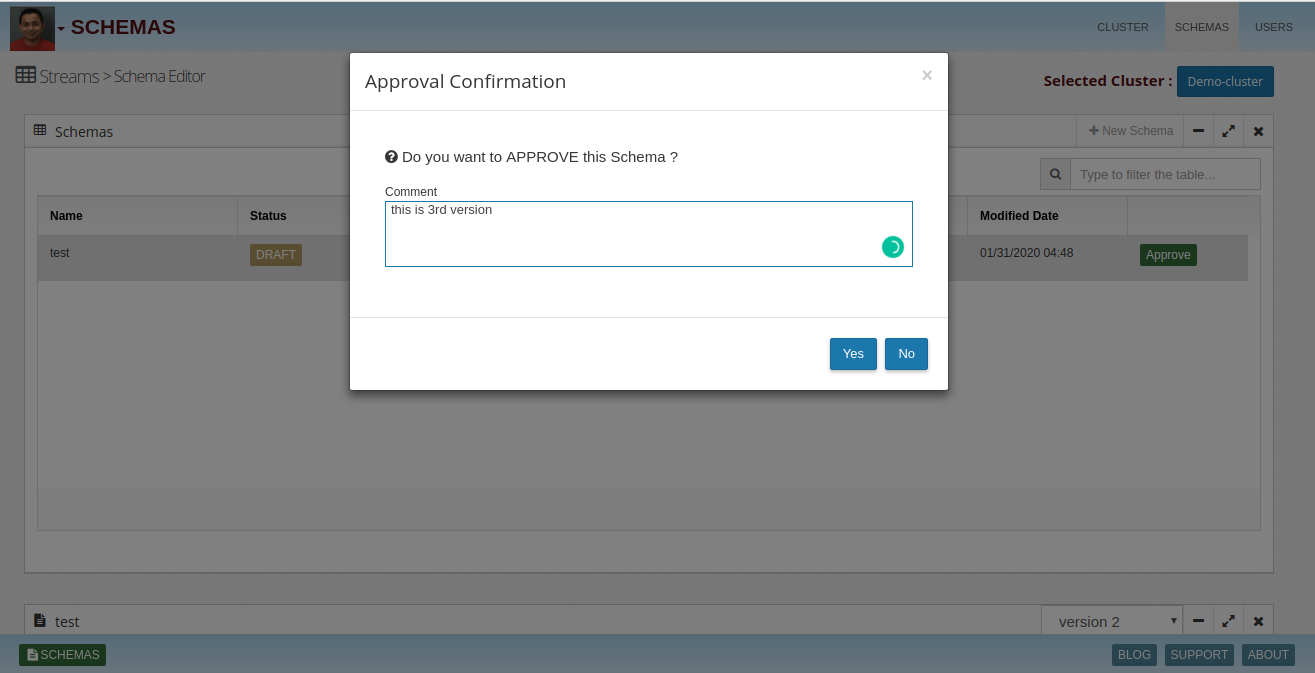 SCHEMAS
CLUSTER
SCHEMAS
USERS
Streams > Schema Editor
Selected Cluster :
Demo-cluster
Approval Confirmation
×
Do you want to APPROVE this Schema ?
Comment
this is 3rd version
Yes
No
Schemas
New Schema
Type to filter the table...
Name
Status
Modified Date
test
DRAFT
01/31/2020 04:48
Approve
test
version 2
SCHEMAS
BLOG
SUPPORT
ABOUT